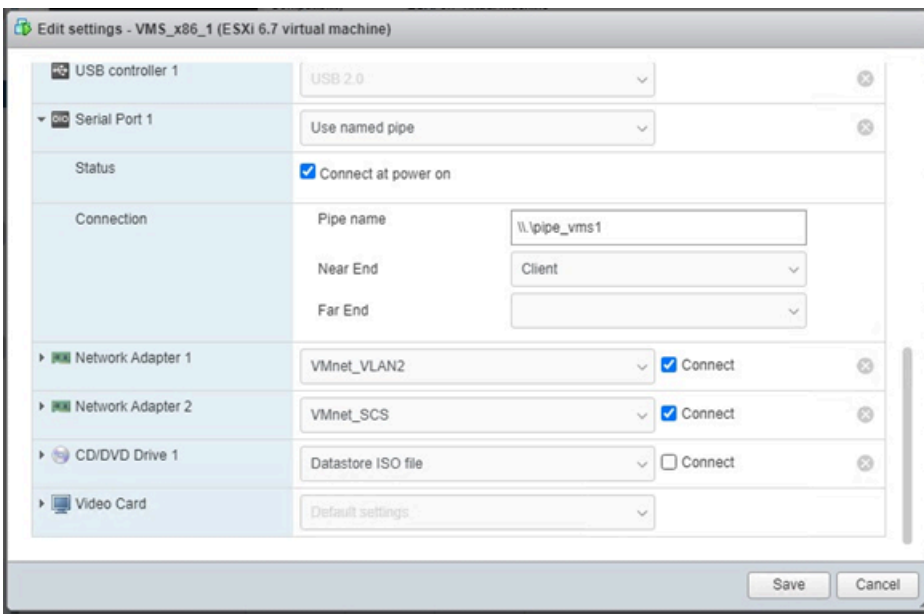 Edit settings - VMS_x86_1 (ESXi 6.7 virtual machine)
USB controller 1 USB 2.0
Serial Port 1 Use named pipe
Status Connect at power on
Connection Pipe name \\.\pipe_vms1
Near End Client
Far End
Network Adapter 1 VMnet_VLAN2 Connect
Network Adapter 2 VMnet_SCS Connect
CD/DVD Drive 1 Datastore ISO file Connect
Video Card Default settings
Save Cancel